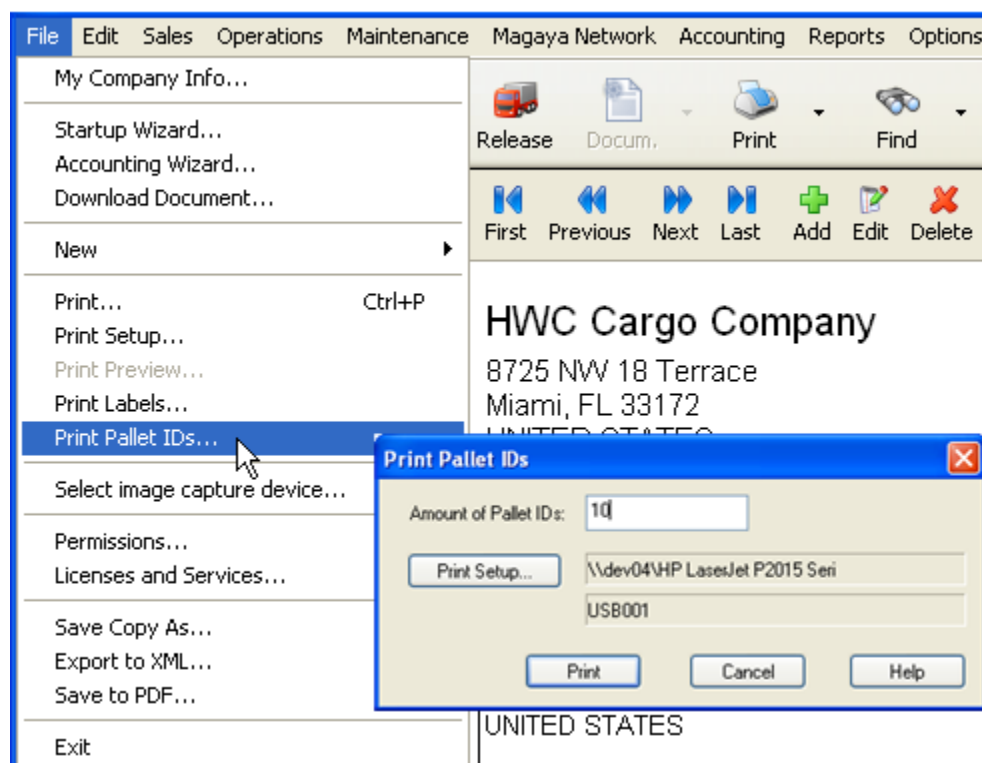 File Edit Sales Operations Maintenance Magaya Network Accounting Reports Options
My Company Info...
Startup Wizard...
Accounting Wizard...
Download Document...
New
Print... Ctrl+P
Print Setup...
Print Preview...
Print Labels...
Print Pallet IDs...
Select image capture device...
Permissions...
Licenses and Services...
Save Copy As...
Export to XML...
Save to PDF...
Exit
Release Docum. Print Find
First Previous Next Last Add Edit Delete
HWC Cargo Company
8725 NW 18 Terrace
Miami, FL 33172
UNITED STATES
Print Pallet IDs
Amount of Pallet IDs: 10
Print Setup... \\dev04\HP LaserJet P2015 Seri
USB001
Print Cancel Help
UNITED STATES